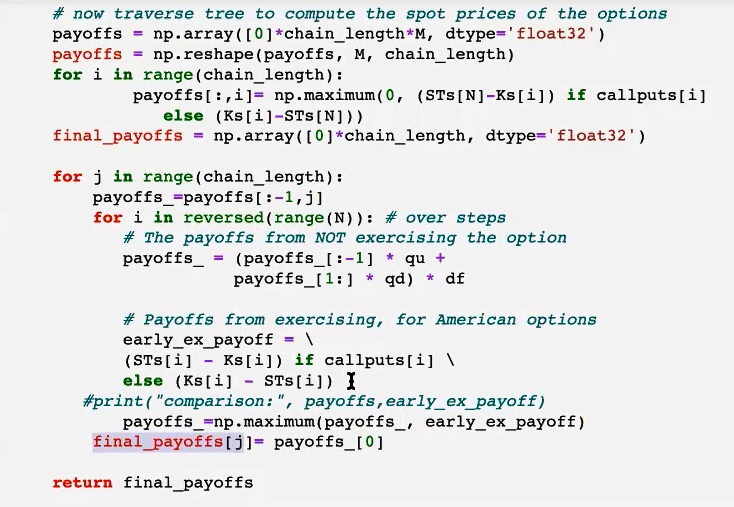 # now traverse tree to compute the spot prices of the options
payoffs = np.array([0]*chain_length*M, dtype='float32')
payoffs = np.reshape(payoffs, M, chain_length)
for i in range(chain_length):
payoffs[:,i]= np.maximum(0, (STs[N]-Ks[i]) if callputs[i]
else (Ks[i]-STs[N]))
final_payoffs = np.array([0]*chain_length, dtype='float32')
for j in range(chain_length):
payoffs_=payoffs[:-1,j]
for i in reversed(range(N)): # over steps
# The payoffs from NOT exercising the option
payoffs_ = (payoffs_[:-1] * qu +
payoffs_[1:] * qd) * df
# Payoffs from exercising, for American options
early_ex_payoff = \
(STs[i] - Ks[i]) if callputs[i] \
else (Ks[i] - STs[i])
#print("comparison:", payoffs,early_ex_payoff)
payoffs_=np.maximum(payoffs_, early_ex_payoff)
final_payoffs[j]= payoffs_[0]
return final_payoffs